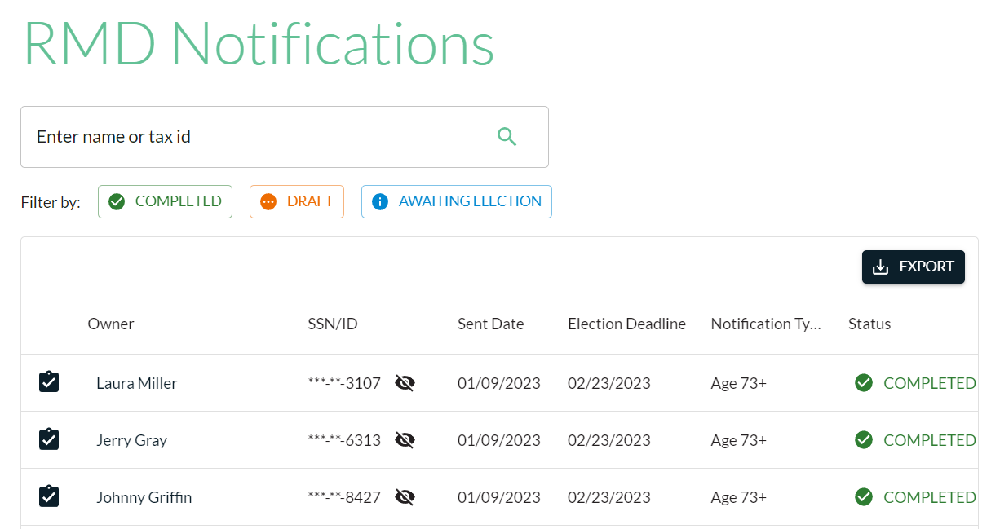 RMD Notifications
Enter name or tax id
Filter by: COMPLETED DRAFT AWAITING ELECTION
EXPORT
Owner SSN/ID Sent Date Election Deadline Notification Ty... Status
Laura Miller ***-**-3107 01/09/2023 02/23/2023 Age 73+ COMPLETED
Jerry Gray ***-**-6313 01/09/2023 02/23/2023 Age 73+ COMPLETED
Johnny Griffin ***-**-8427 01/09/2023 02/23/2023 Age 73+ COMPLETED